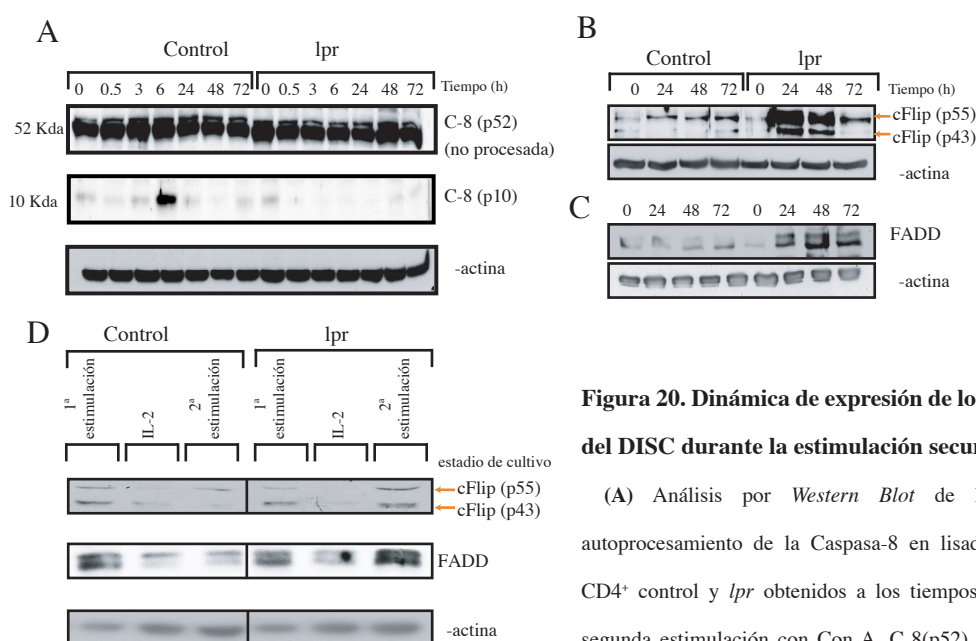 A
Control lpr
0 0.5 3 6 24 48 72 0 0.5 3 6 24 48 72 Tiempo (h)
52 Kda
C-8 (p52)
(no procesada)
10 Kda
C-8 (p10)
-actina
B
Control lpr
0 24 48 72 0 24 48 72 Tiempo (h)
cFlip (p55)
cFlip (p43)
-actina
C
0 24 48 72 0 24 48 72
FADD
-actina
D
Control lpr
1ª estimulación IL-2 2ª estimulación 1ª estimulación IL-2 2ª estimulación
estadio de cultivo
cFlip (p55)
cFlip (p43)
FADD
-actina
Figura 20. Dinámica de expresión de lo
del DISC durante la estimulación secu
(A) Análisis por Western Blot de
autoprocesamiento de la Caspasa-8 en lisad
CD4+ control y lpr obtenidos a los tiempos
segunda estimulación con Con A. C 8(p52)